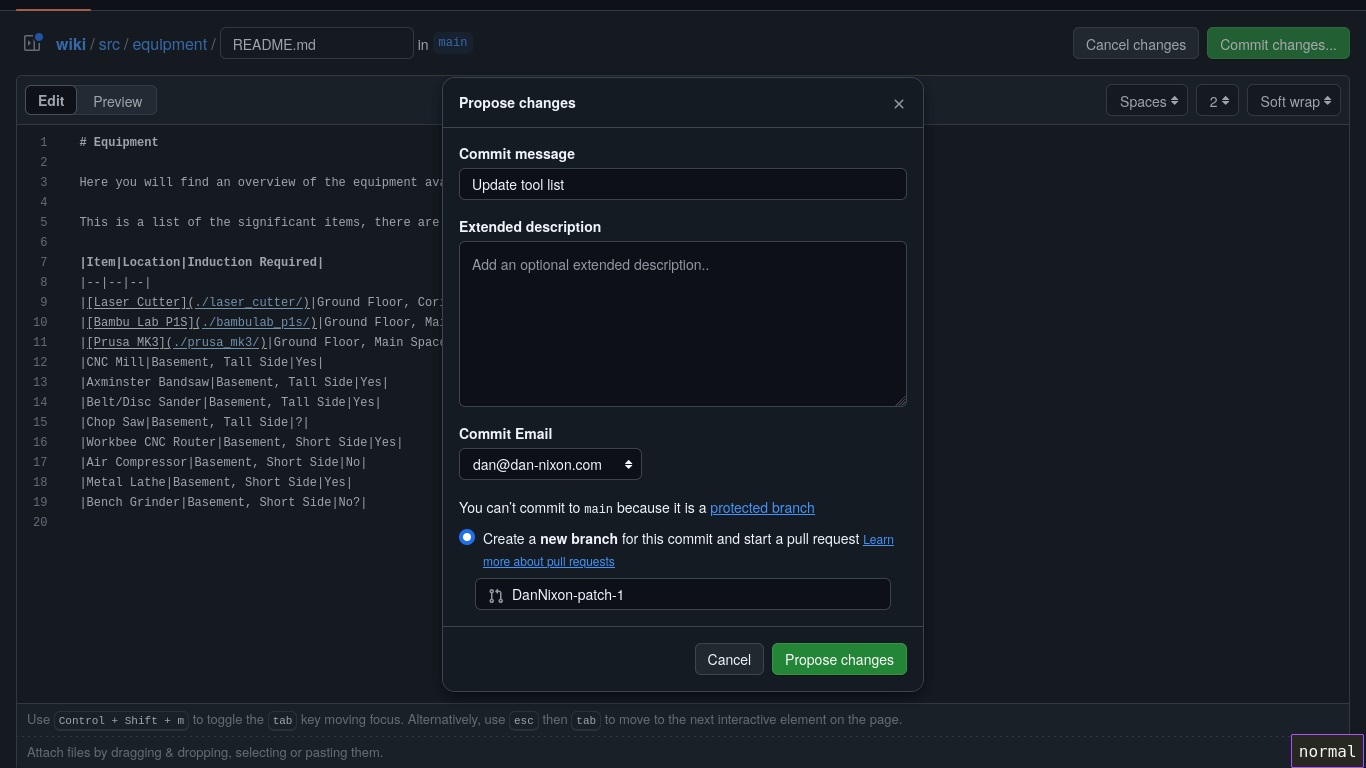 wiki / src / equipment / README.md in main Cancel changes Commit changes...
Edit Preview Spaces 2 Soft wrap
1 # Equipment
2
3 Here you will find an overview of the equipment
4
5 This is a list of the significant items, there are
6
7 |Item|Location|Induction Required|
8 |--|--|--|
9 |[Laser Cutter](./laser_cutter/)|Ground Floor,
10 |[Bambu Lab P1S](./bambulab_p1s/)|Ground Floor,
11 |[Prusa MK3](./prusa_mk3/)|Ground Floor, Main
12 |CNC Mill|Basement, Tall Side|Yes|
13 |Axminster Bandsaw|Basement, Tall Side|Yes|
14 |Belt/Disc Sander|Basement, Tall Side|Yes|
15 |Chop Saw|Basement, Tall Side|?|
16 |Workbee CNC Router|Basement, Short Side|Yes|
17 |Air Compressor|Basement, Short Side|No|
18 |Metal Lathe|Basement, Short Side|Yes|
19 |Bench Grinder|Basement, Short Side|No?|
20
Propose changes
Commit message
Update tool list
Extended description
Add an optional extended description..
Commit Email
dan@dan-nixon.com
You can't commit to main because it is a protected branch
Create a new branch for this commit and start a pull request Learn
more about pull requests
DanNixon-patch-1
Cancel Propose changes
Use Control + Shift + m to toggle the tab key moving focus. Alternatively, use esc then tab to move to the next interactive element on the page.
Attach files by dragging & dropping, selecting or pasting them.
normal